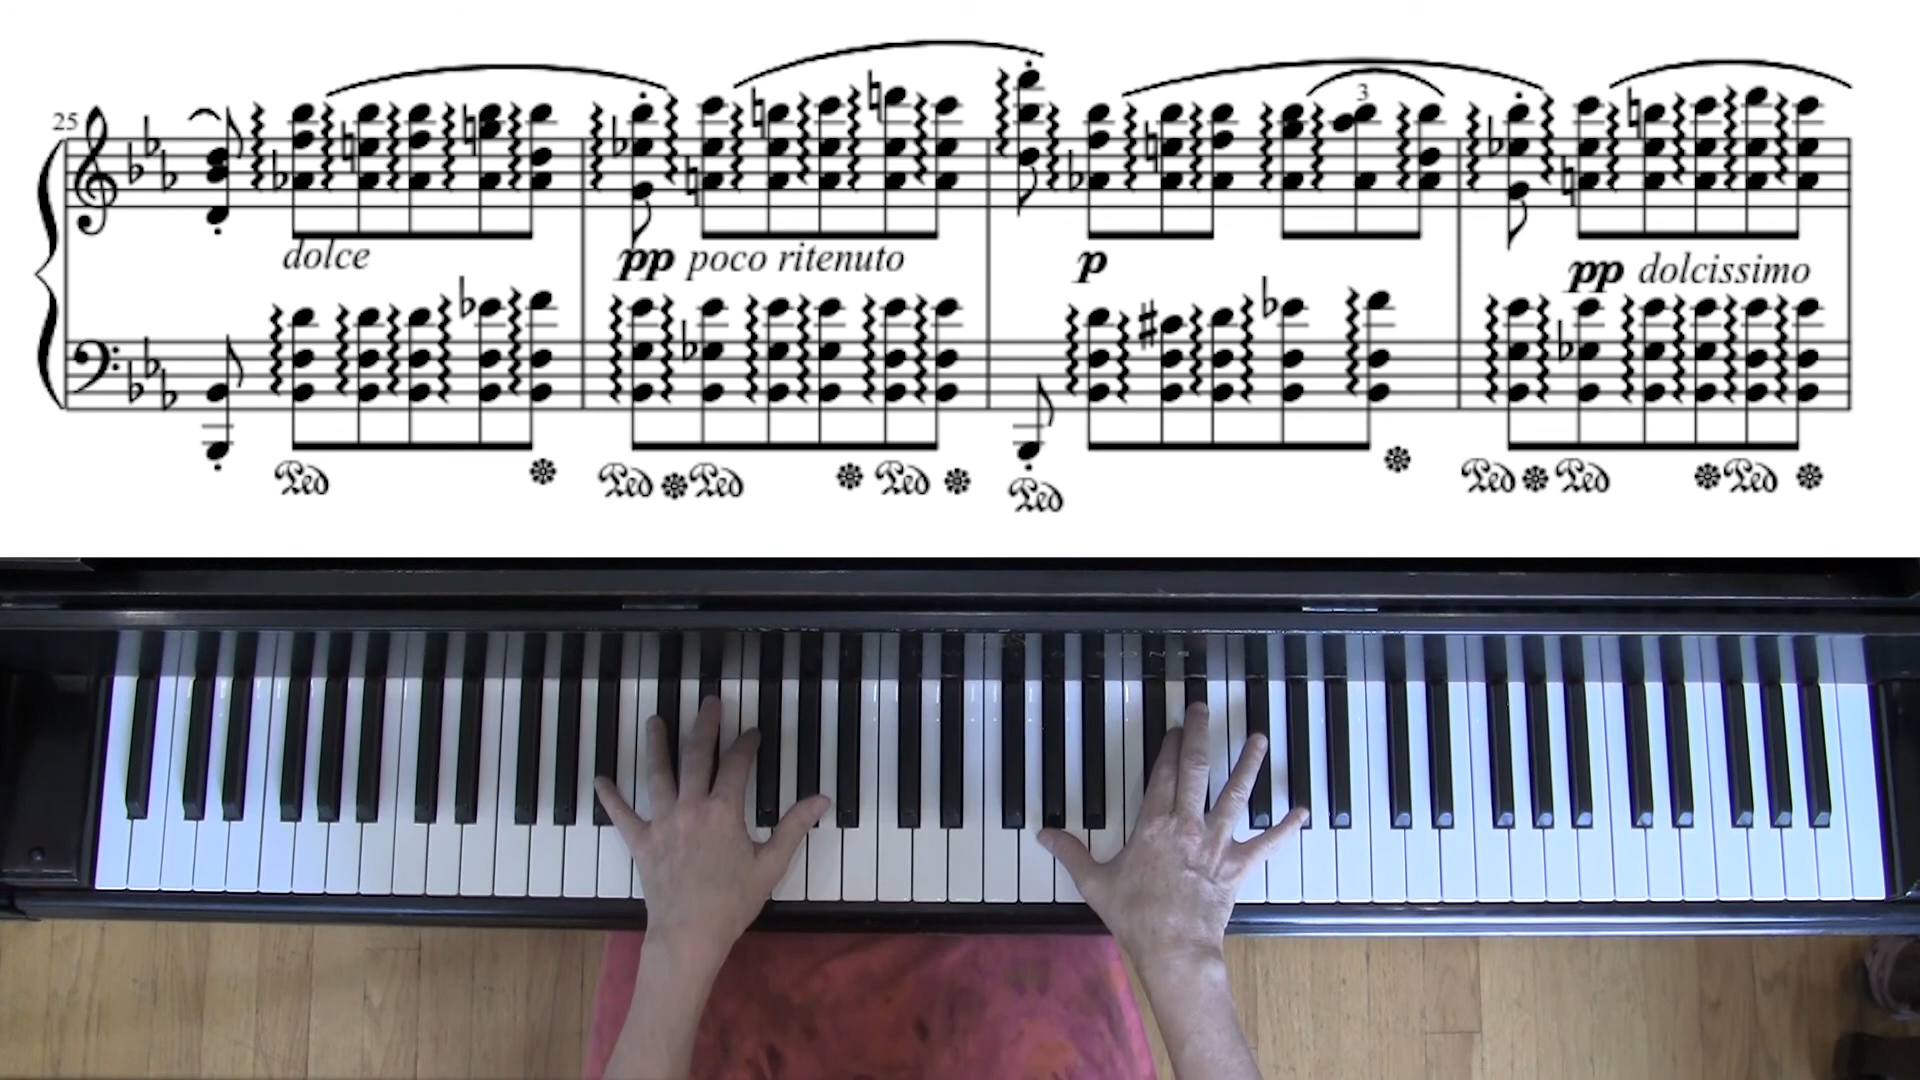 25
3
dolce
pp poco ritenuto
p
pp dolcissimo
Ped Ped Ped Ped Ped Ped Ped Ped